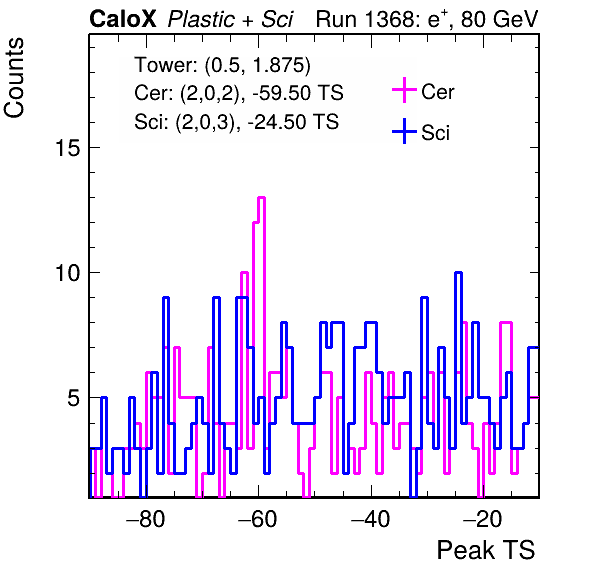 CaloX Plastic + Sci Run 1368: e+, 80 GeV
Counts
Tower: (0.5, 1.875)
Cer: (2,0,2), -59.50 TS
Sci: (2,0,3), -24.50 TS
Cer
Sci
15
10
5
−80 −60 −40 −20
Peak TS